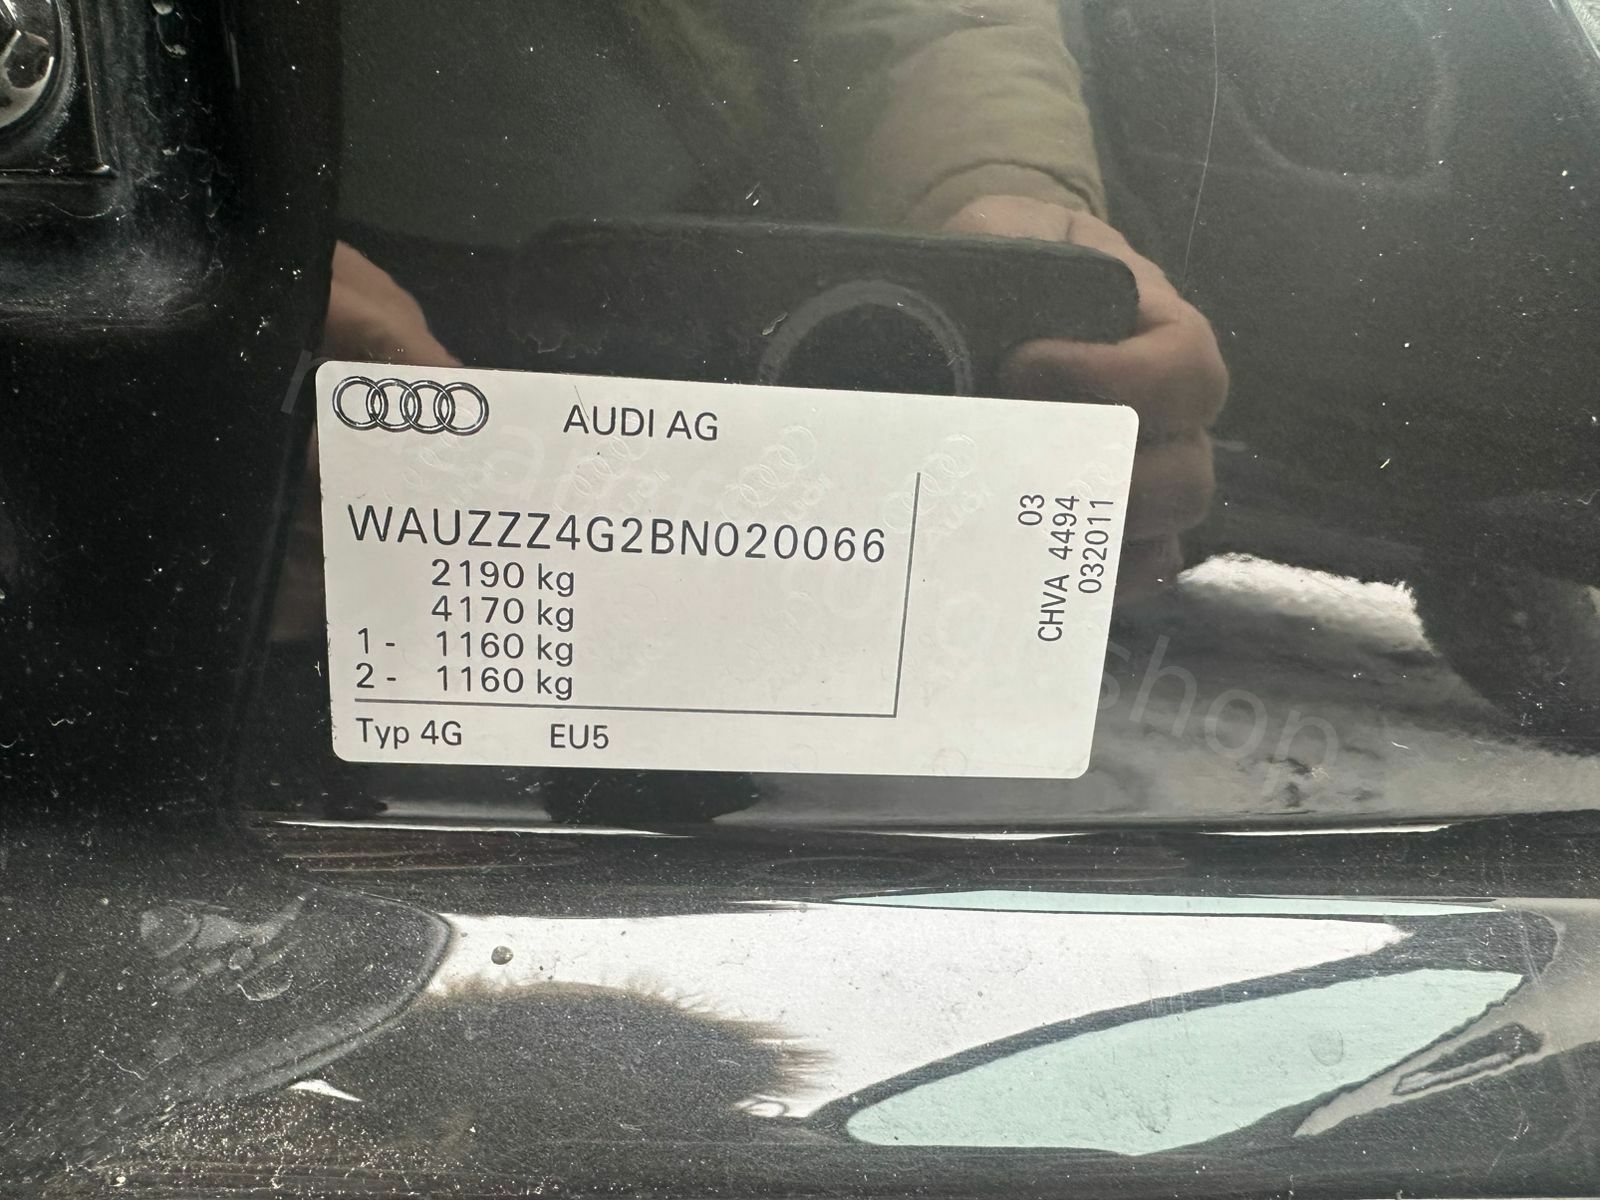 AUDI AG
WAUZZZ4G2BN020066
2190 kg
4170 kg
1 - 1160 kg
2 - 1160 kg
Typ 4G EU5
03
CHVA 4494
032011
shop